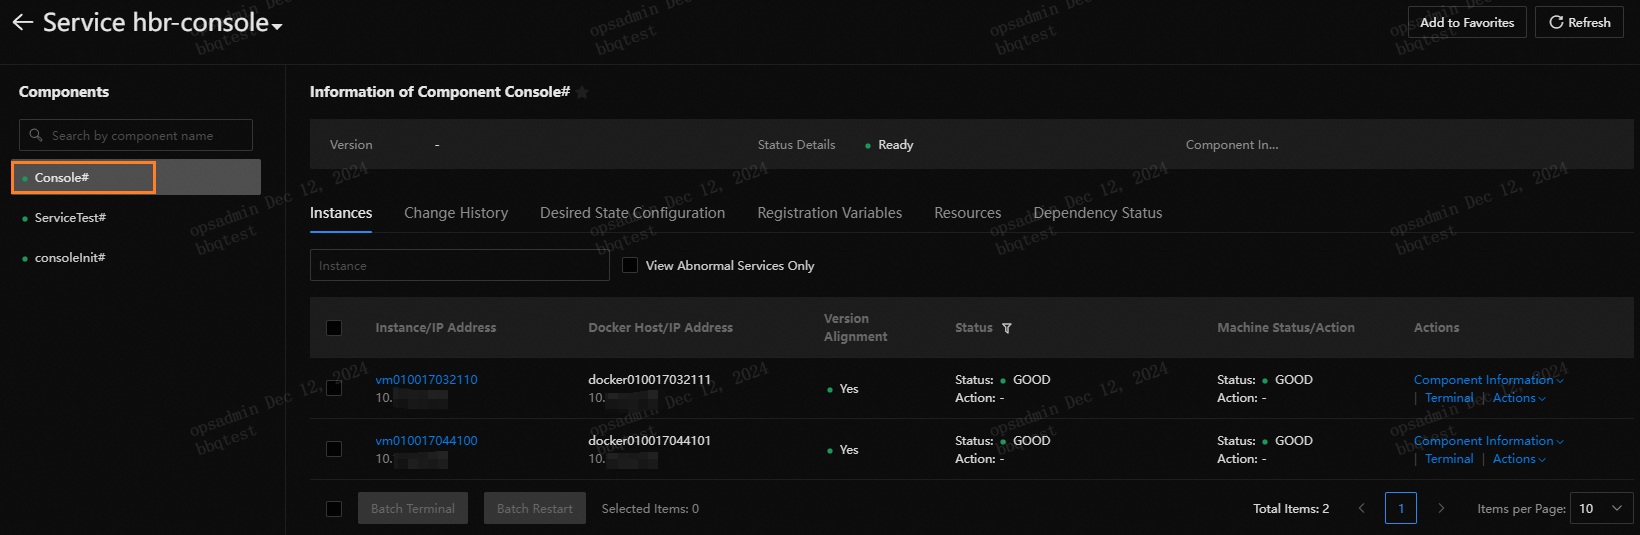 Service hbr-console
Add to Favorites
Refresh
Components
Search by component name
Console#
ServiceTest#
consoleInit#
Information of Component Console#
Version
-
Status Details
Ready
Component In...
Instances
Change History
Desired State Configuration
Registration Variables
Resources
Dependency Status
Instance
View Abnormal Services Only
Instance/IP Address
Docker Host/IP Address
Version
Alignment
Status
Machine Status/Action
Actions
vm010017032110
10.
docker010017032111
10.
Yes
Status: GOOD
Action: -
Status: GOOD
Action: -
Component Information
| Terminal | Actions
vm010017044100
10.
docker010017044101
10.
Yes
Status: GOOD
Action: -
Status: GOOD
Action: -
Component Information
| Terminal | Actions
Batch Terminal
Batch Restart
Selected Items: 0
Total Items: 2
1
Items per Page:
10
opsadmin Dec 12, 2024
bbqtest